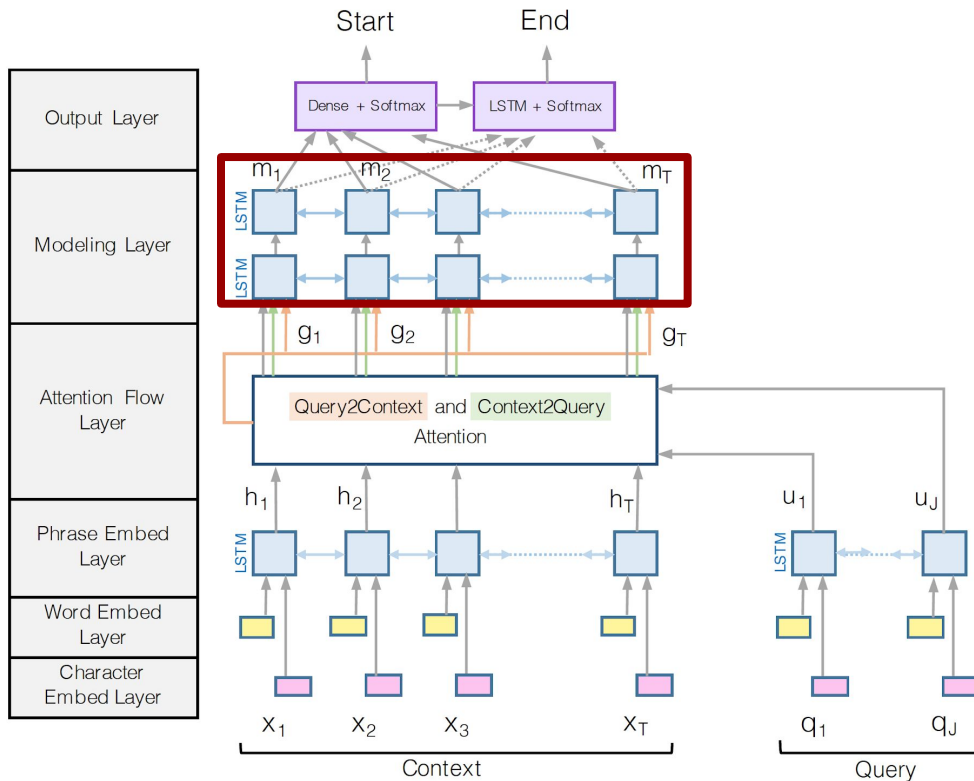 Start
End
Output Layer
Dense + Softmax
LSTM + Softmax
m1
m2
mT
LSTM
Modeling Layer
LSTM
g1
g2
gT
Attention Flow
Layer
Query2Context and Context2Query
Attention
h1
h2
hT
u1
uJ
Phrase Embed
Layer
LSTM
LSTM
Word Embed
Layer
Character
Embed Layer
x1
x2
x3
xT
q1
qJ
Context
Query